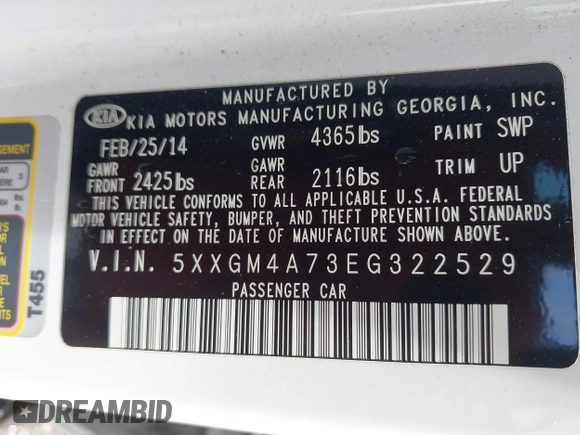 MANUFACTURED BY
KIA KIA MOTORS MANUFACTURING GEORGIA, INC.
FEB/25/14 GVWR 4365lbs PAINT SWP
GAWR FRONT 2425lbs GAWR REAR 2116lbs TRIM UP
THIS VEHICLE CONFORMS TO ALL APPLICABLE U.S.A. FEDERAL
MOTOR VEHICLE SAFETY, BUMPER, AND THEFT PREVENTION STANDARDS
IN EFFECT ON THE DATE OF MANUFACTURE SHOWN ABOVE.
V.I.N. 5XXGM4A73EG322529
PASSENGER CAR
T455
DREAMBID